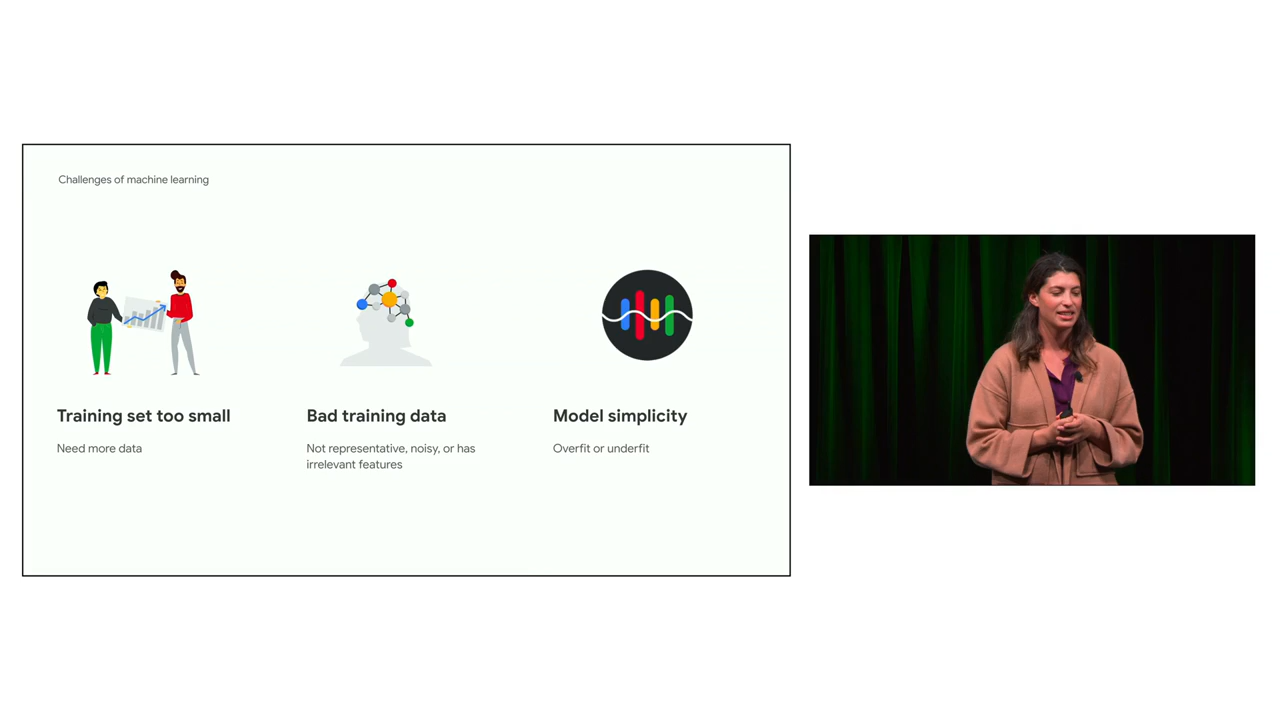 Challenges of machine learning
Training set too small
Need more data
Bad training data
Not representative, noisy, or has
irrelevant features
Model simplicity
Overfit or underfit